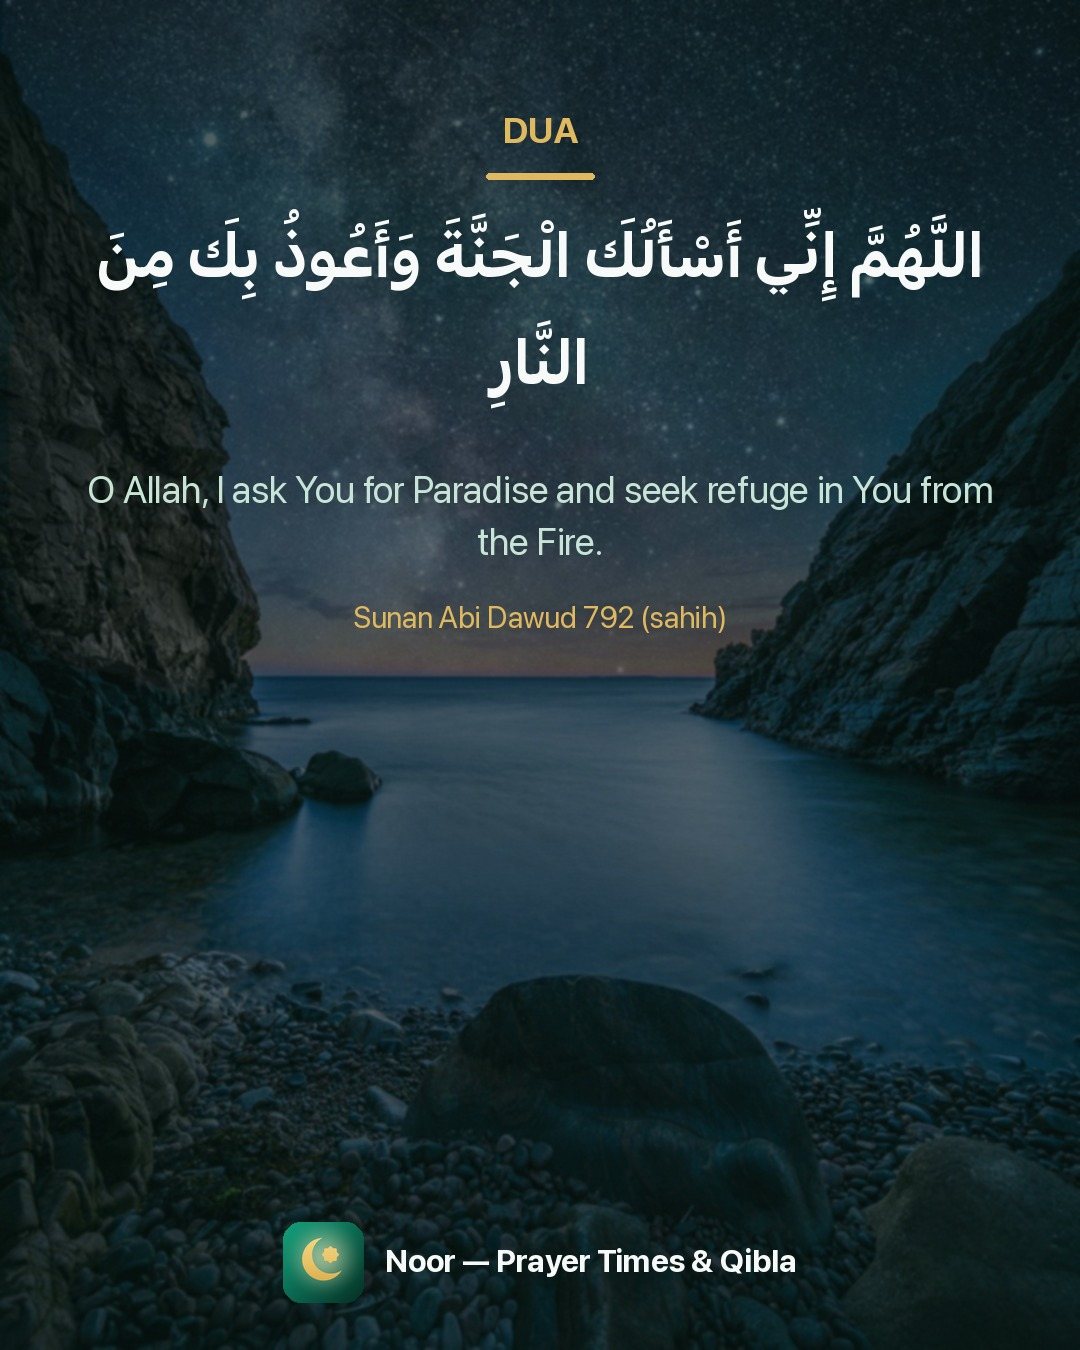 DUA
اللَّهُمَّ إِنِّي أَسْأَلُكَ الْجَنَّةَ وَأَعُوذُ بِكَ مِنَ
النَّارِ
O Allah, I ask You for Paradise and seek refuge in You from
the Fire.
Sunan Abi Dawud 792 (sahih)
Noor — Prayer Times & Qibla